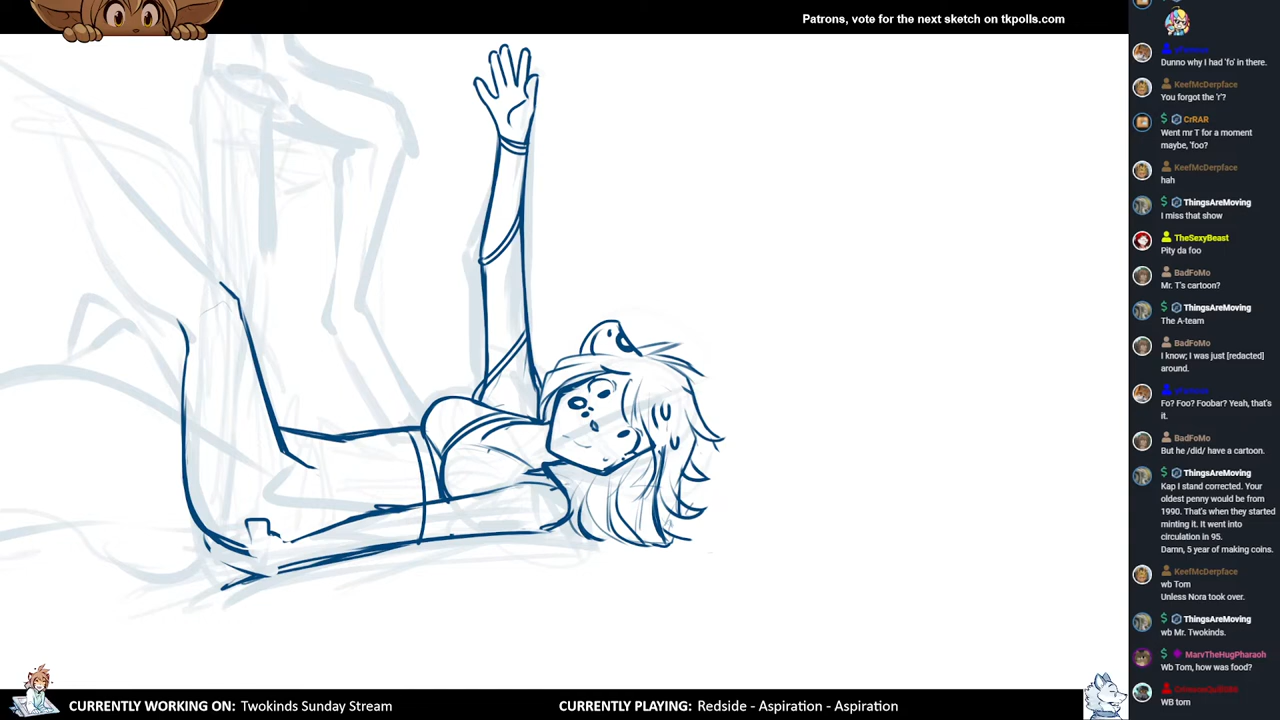 Patrons, vote for the next sketch on tkpolls.com
Dunno why I had 'fo' in there.
KeefMcDerpface
You forgot the 'r'?
$ CrRAR
Went mr T for a moment
maybe, 'foo?
KeefMcDerpface
hah
$ ThingsAreMoving
I miss that show
TheSexyBeast
Pity da foo
BadFoMo
Mr. T's cartoon?
$ ThingsAreMoving
The A-team
BadFoMo
I know; I was just [redacted]
around.
Fo? Foo? Foobar? Yeah, that's
it.
BadFoMo
But he /did/ have a cartoon.
$ ThingsAreMoving
Kap I stand corrected. Your
oldest penny would be from
1990. That's when they started
minting it. It went into
circulation in 95.
Damn, 5 year of making coins.
KeefMcDerpface
wb Tom
Unless Nora took over.
$ ThingsAreMoving
wb Mr. Twokinds.
$ MarvTheHugPharaoh
Wb Tom, how was food?
WB tom
CURRENTLY WORKING ON: Twokinds Sunday Stream
CURRENTLY PLAYING: Redside - Aspiration - Aspiration